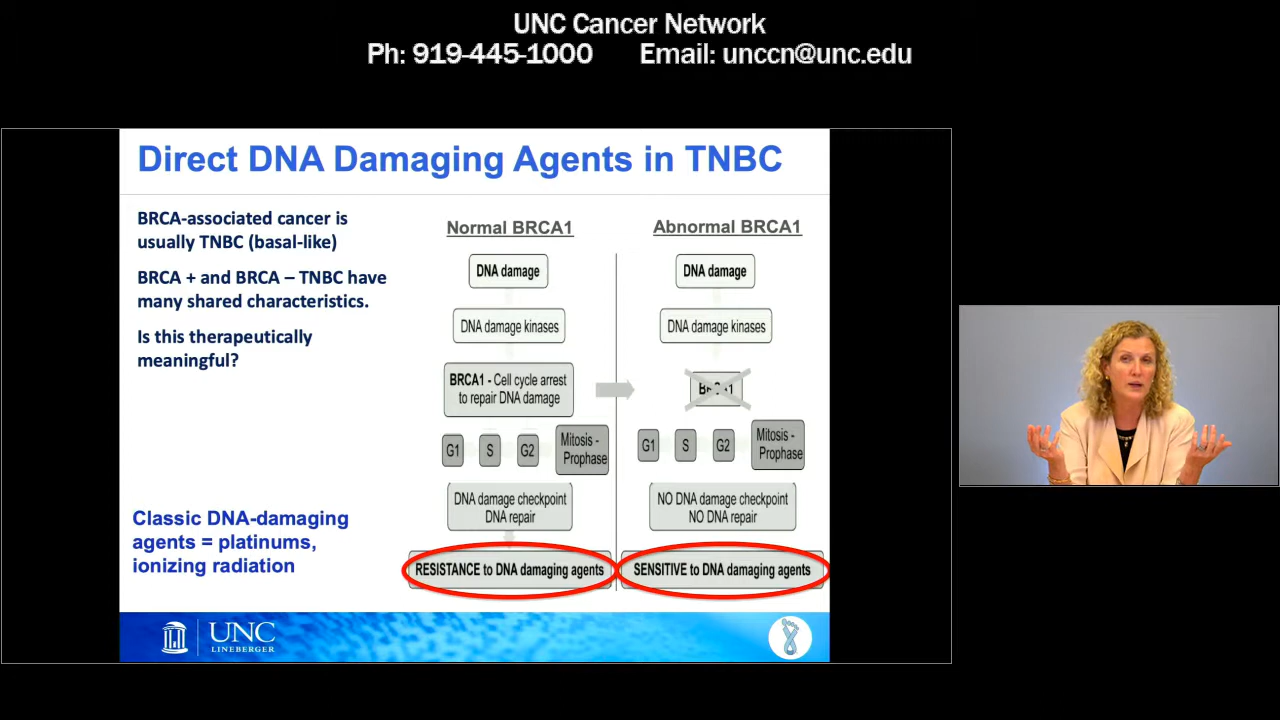 UNC Cancer Network
Ph: 919-445-1000 Email: unccn@unc.edu
Direct DNA Damaging Agents in TNBC
BRCA-associated cancer is
usually TNBC (basal-like)
BRCA + and BRCA – TNBC have
many shared characteristics.
Is this therapeutically
meaningful?
Classic DNA-damaging
agents = platinums,
ionizing radiation
Normal BRCA1
DNA damage
DNA damage kinases
BRCA1 - Cell cycle arrest
to repair DNA damage
G1 S G2 Mitosis -
Prophase
DNA damage checkpoint
DNA repair
RESISTANCE to DNA damaging agents
Abnormal BRCA1
DNA damage
DNA damage kinases
BRCA1
G1 S G2 Mitosis -
Prophase
NO DNA damage checkpoint
NO DNA repair
SENSITIVE to DNA damaging agents
UNC
LINEBERGER